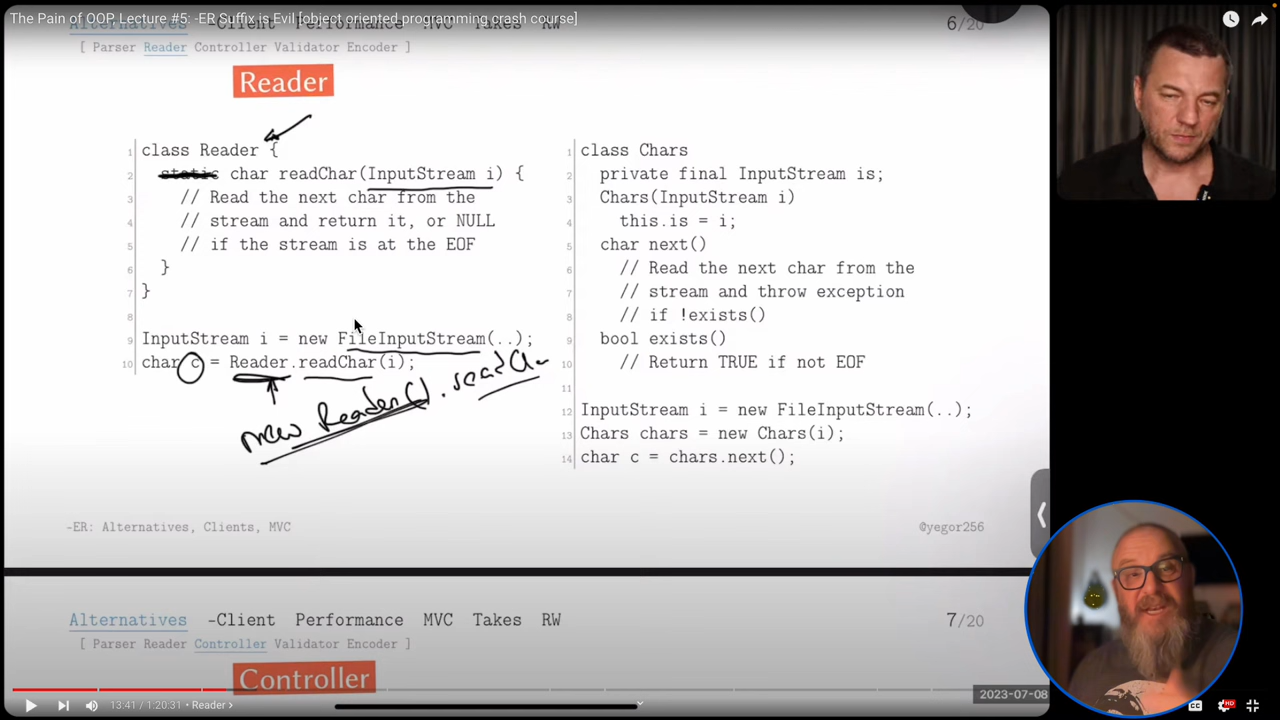 The Pain of OOP, Lecture #5: -ER Suffix is Evil [object oriented programming crash course]
Alternatives -Client Performance MVC Takes RW 6/20
[ Parser Reader Controller Validator Encoder ]
Reader
1 class Reader {
2 static char readChar(InputStream i) {
3 // Read the next char from the
4 // stream and return it, or NULL
5 // if the stream is at the EOF
6 }
7 }
8
9 InputStream i = new FileInputStream(..);
10 char c = Reader.readChar(i);
new Reader(i).readChar
1 class Chars
2 private final InputStream is;
3 Chars(InputStream i)
4 this.is = i;
5 char next()
6 // Read the next char from the
7 // stream and throw exception
8 // if !exists()
9 bool exists()
10 // Return TRUE if not EOF
11
12 InputStream i = new FileInputStream(..);
13 Chars chars = new Chars(i);
14 char c = chars.next();
-ER: Alternatives, Clients, MVC @yegor256
Alternatives -Client Performance MVC Takes RW 7/20
[ Parser Reader Controller Validator Encoder ]
Controller
2023-07-08
13:41 / 1:20:31 • Reader ›
CC HD